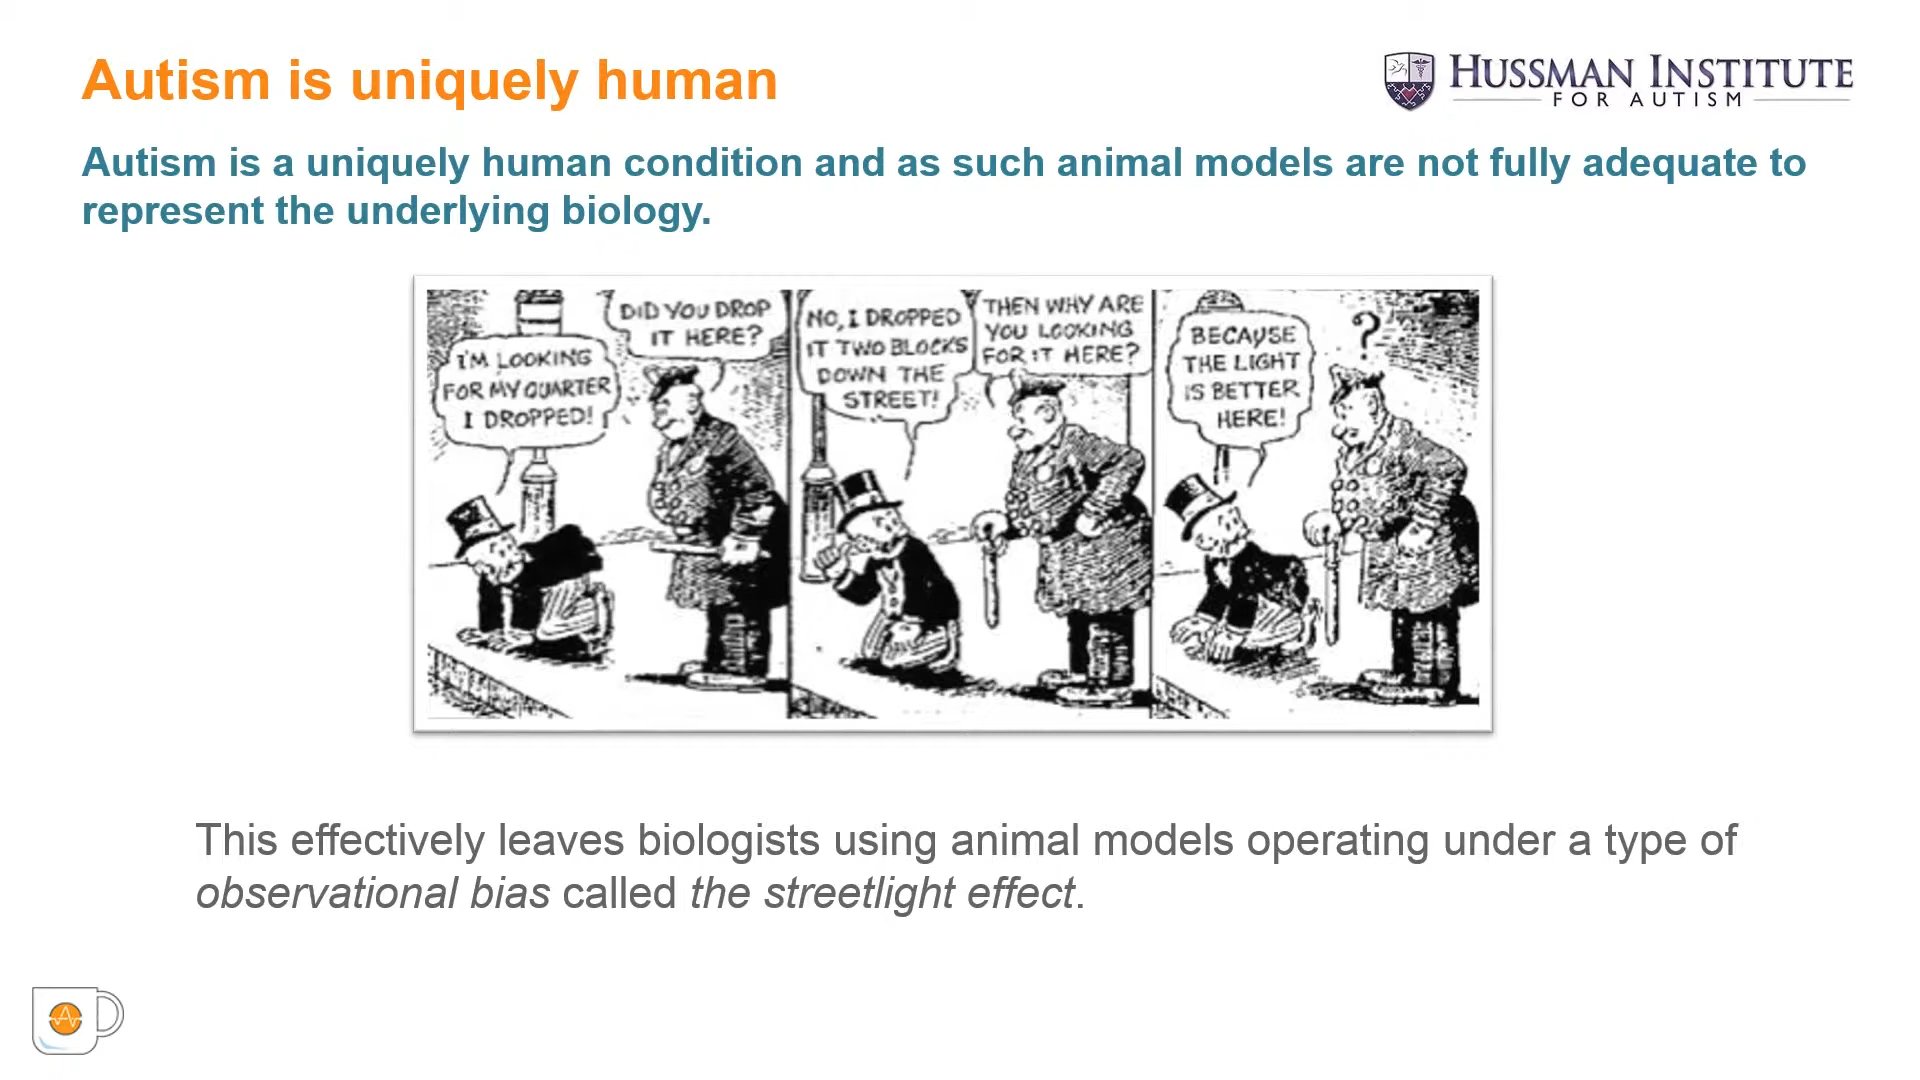 Autism is uniquely human
HUSSMAN INSTITUTE
FOR AUTISM
Autism is a uniquely human condition and as such animal models are not fully adequate to
represent the underlying biology.
I'M LOOKING
FOR MY QUARTER
I DROPPED!
DID YOU DROP
IT HERE?
NO, I DROPPED
IT TWO BLOCKS
DOWN THE
STREET!
THEN WHY ARE
YOU LOOKING
FOR IT HERE?
BECAUSE
THE LIGHT
IS BETTER
HERE!
?
This effectively leaves biologists using animal models operating under a type of
observational bias called the streetlight effect.